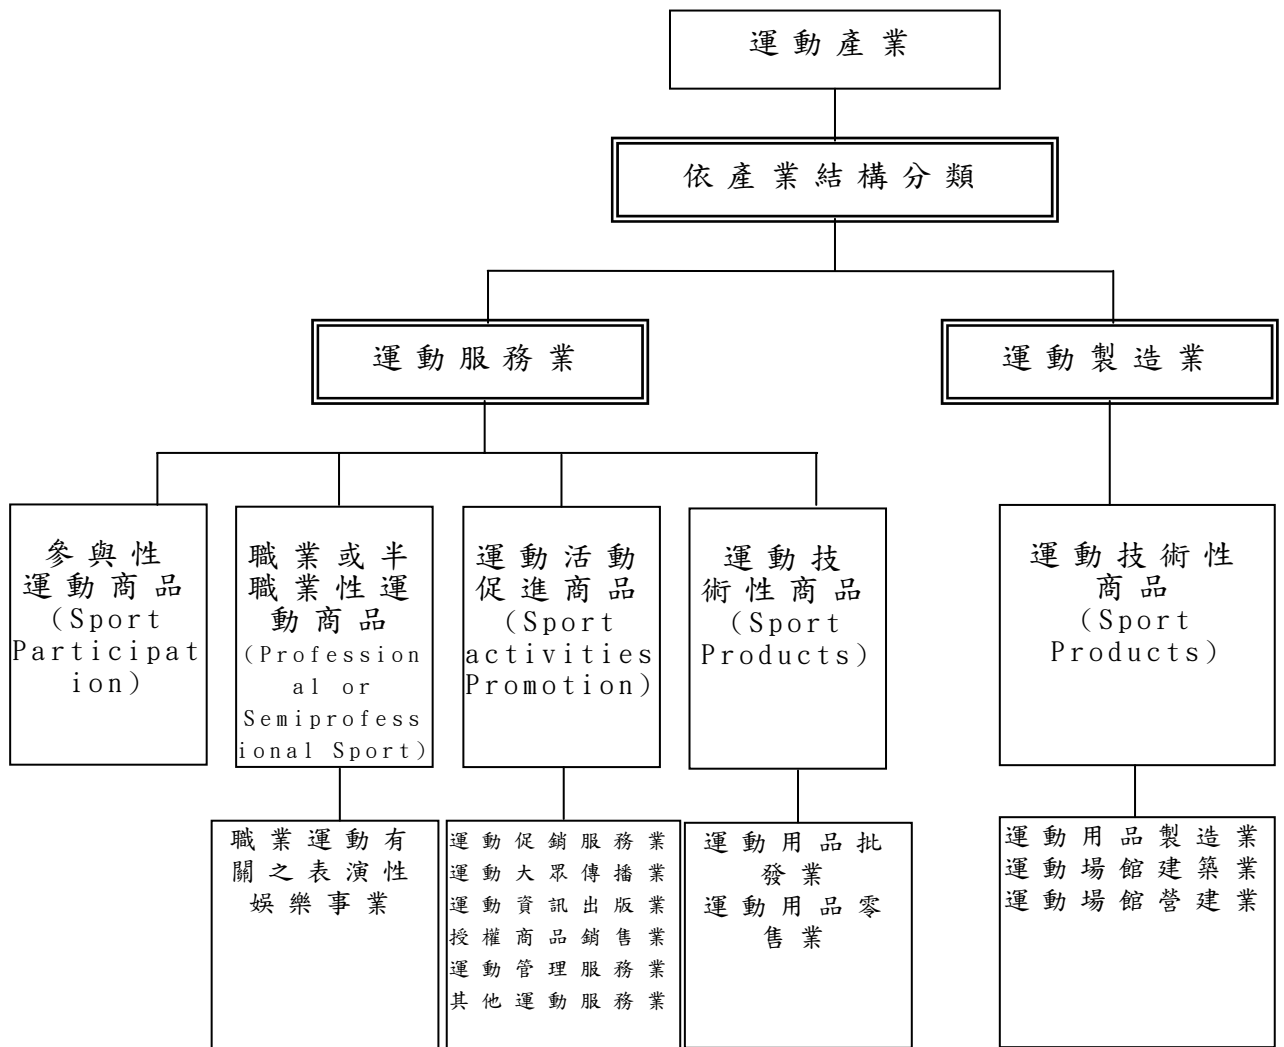 運動產業
依產業結構分類
運動服務業
運動製造業
參與性
運動商品
(Sport
Participat
ion)
職業或半
職業性運
動商品
(Profession
al or
Semiprofess
ional Sport)
運動活動
促進商品
(Sport
activities
Promotion)
運動技
術性商品
(Sport
Products)
運動技術性
商品
(Sport
Products)
職業運動有
關之表演性
娛樂事業
運動促銷服務業
運動大眾傳播業
運動資訊出版業
授權商品銷售業
運動管理服務業
其他運動服務業
運動用品批
發業
運動用品零
售業
運動用品製造業
運動場館建築業
運動場館營建業